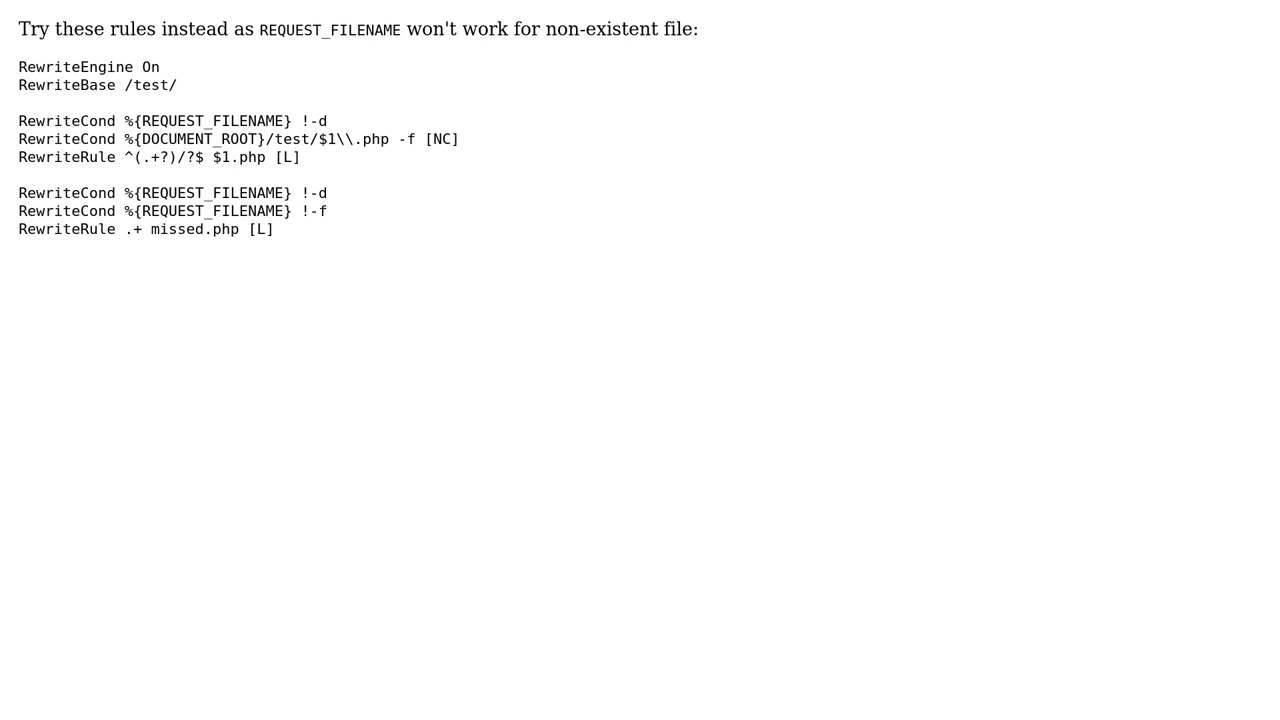 Try these rules instead as REQUEST_FILENAME won't work for non-existent file:
RewriteEngine On
RewriteBase /test/
RewriteCond %{REQUEST_FILENAME} !-d
RewriteCond %{DOCUMENT_ROOT}/test/$1\\.php -f [NC]
RewriteRule ^(.+?)/?$ $1.php [L]
RewriteCond %{REQUEST_FILENAME} !-d
RewriteCond %{REQUEST_FILENAME} !-f
RewriteRule .+ missed.php [L]